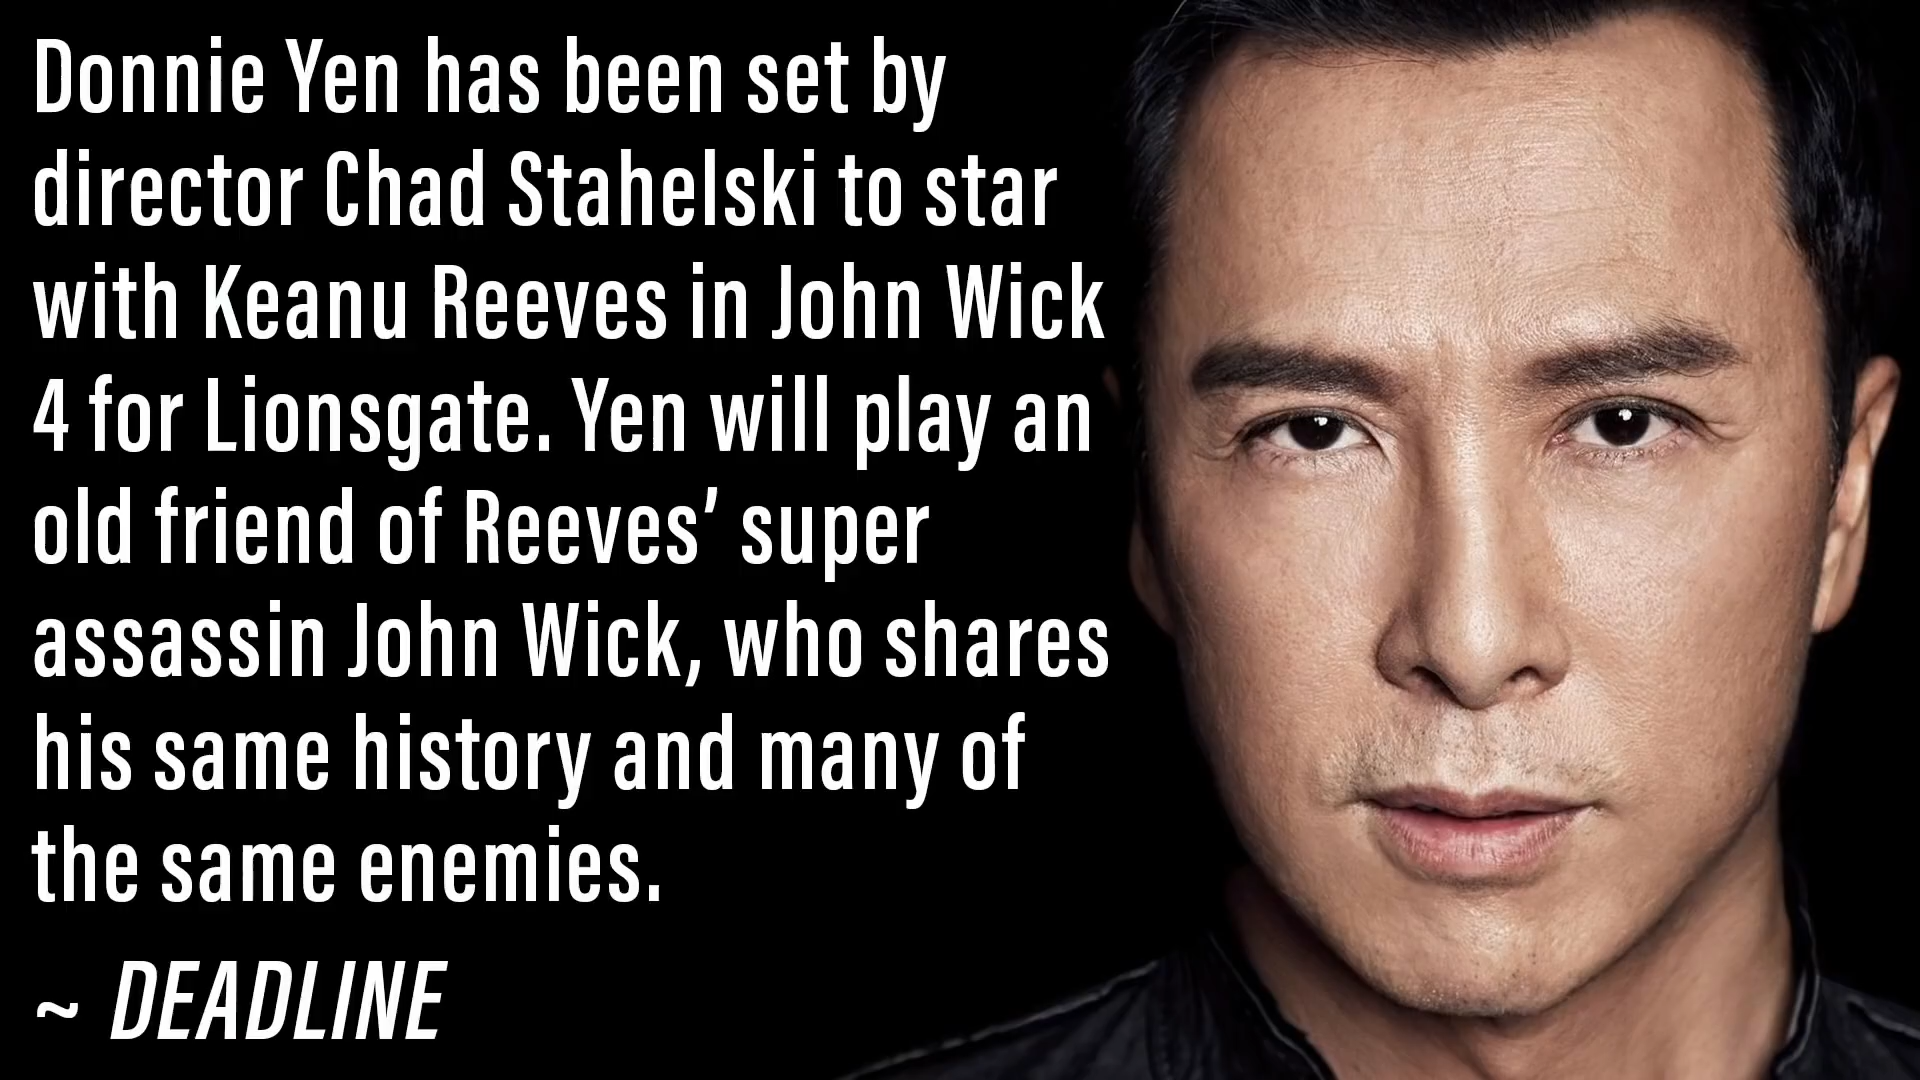 Donnie Yen has been set by
director Chad Stahelski to star
with Keanu Reeves in John Wick
4 for Lionsgate. Yen will play an
old friend of Reeves’ super
assassin John Wick, who shares
his same history and many of
the same enemies.
~ DEADLINE